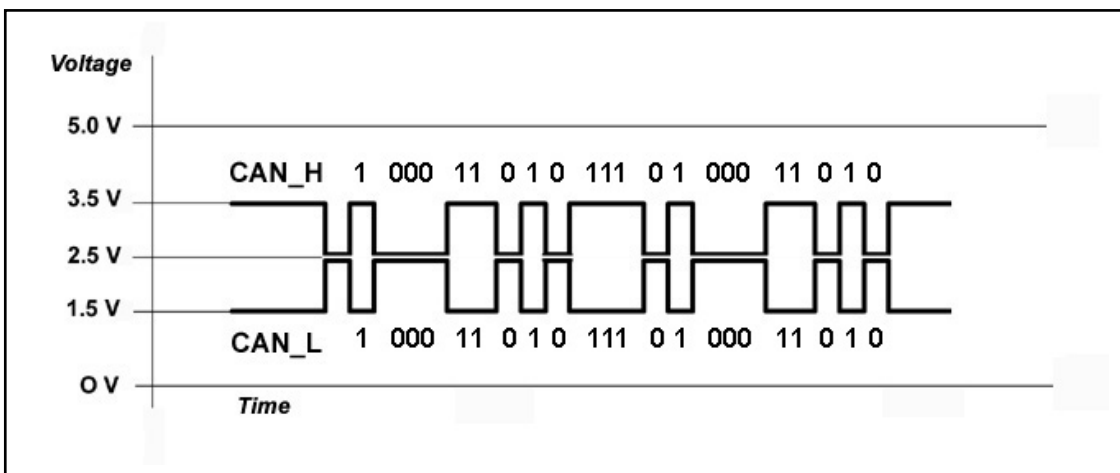 Voltage
5.0 V
CAN_H 1 000 11 0 1 0 111 0 1 000 11 0 1 0
3.5 V
2.5 V
1.5 V
CAN_L 1 000 11 0 1 0 111 0 1 000 11 0 1 0
O V
Time